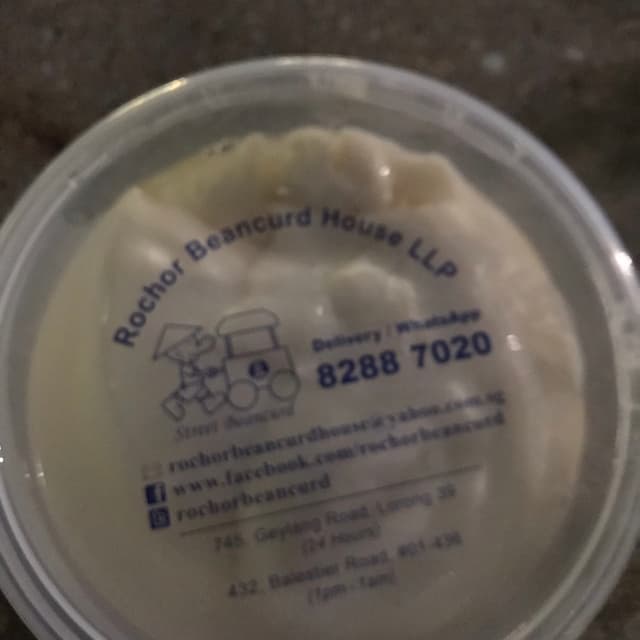 Rochor Beancurd House LLP
Delivery / WhatsApp
8288 7020
Street Beancurd
rochorbeancurdhouse@yahoo.com.sg
www.facebook.com/rochorbeancurd
rochorbeancurd
745, Geylang Road, Lorong 39
(24 Hours)
432, Balestier Road, #01-436
(1pm - 1am)